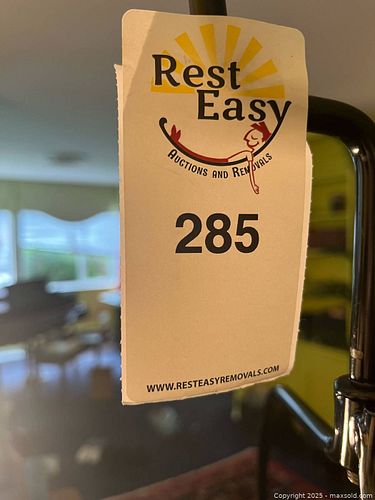 Rest
Easy
AUCTIONS AND REMOVALS
285
WWW.RESTEASYREMOVALS.COM
Copyright 2025 - maxsold.com